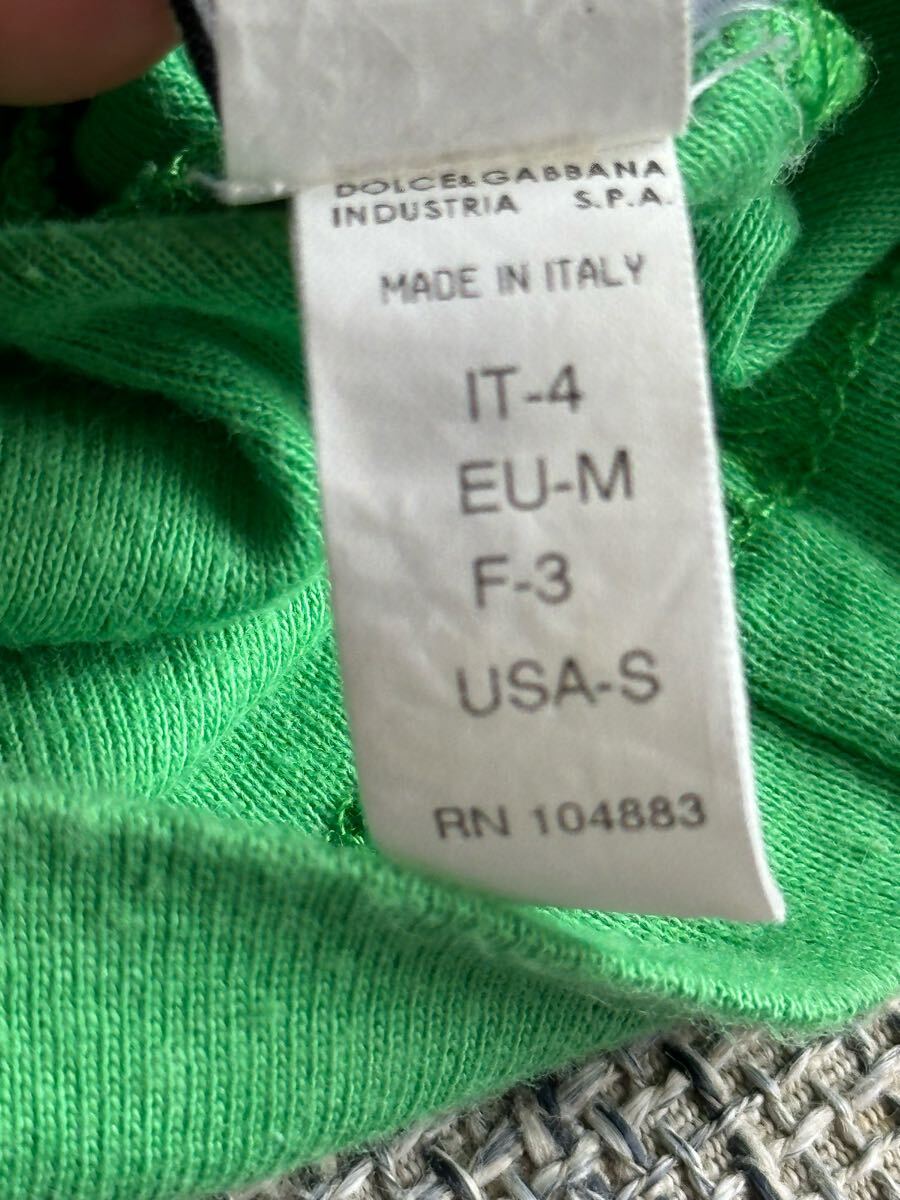 DOLCE&GABBANA
INDUSTRIA S.P.A.
MADE IN ITALY
IT-4
EU-M
F-3
USA-S
RN 104883